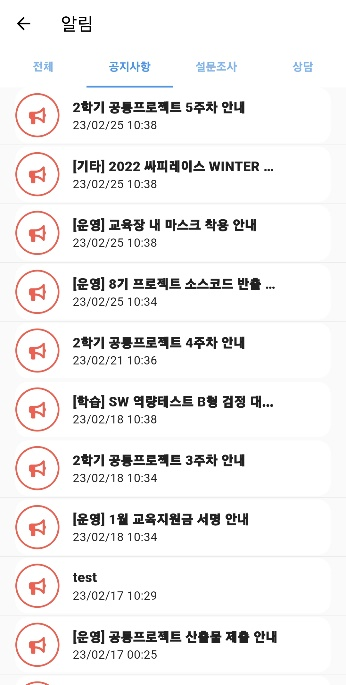 알림
전체 공지사항 설문조사 상담
2학기 공통프로젝트 5주차 안내
23/02/25 10:38
[기타] 2022 싸피레이스 WINTER ...
23/02/25 10:38
[운영] 교육장 내 마스크 착용 안내
23/02/25 10:38
[운영] 8기 프로젝트 소스코드 반출 ...
23/02/25 10:34
2학기 공통프로젝트 4주차 안내
23/02/21 10:36
[학습] SW 역량테스트 B형 검정 대...
23/02/18 10:38
2학기 공통프로젝트 3주차 안내
23/02/18 10:34
[운영] 1월 교육지원금 서명 안내
23/02/18 10:34
test
23/02/17 10:29
[운영] 공통프로젝트 산출물 제출 안내
23/02/17 00:25